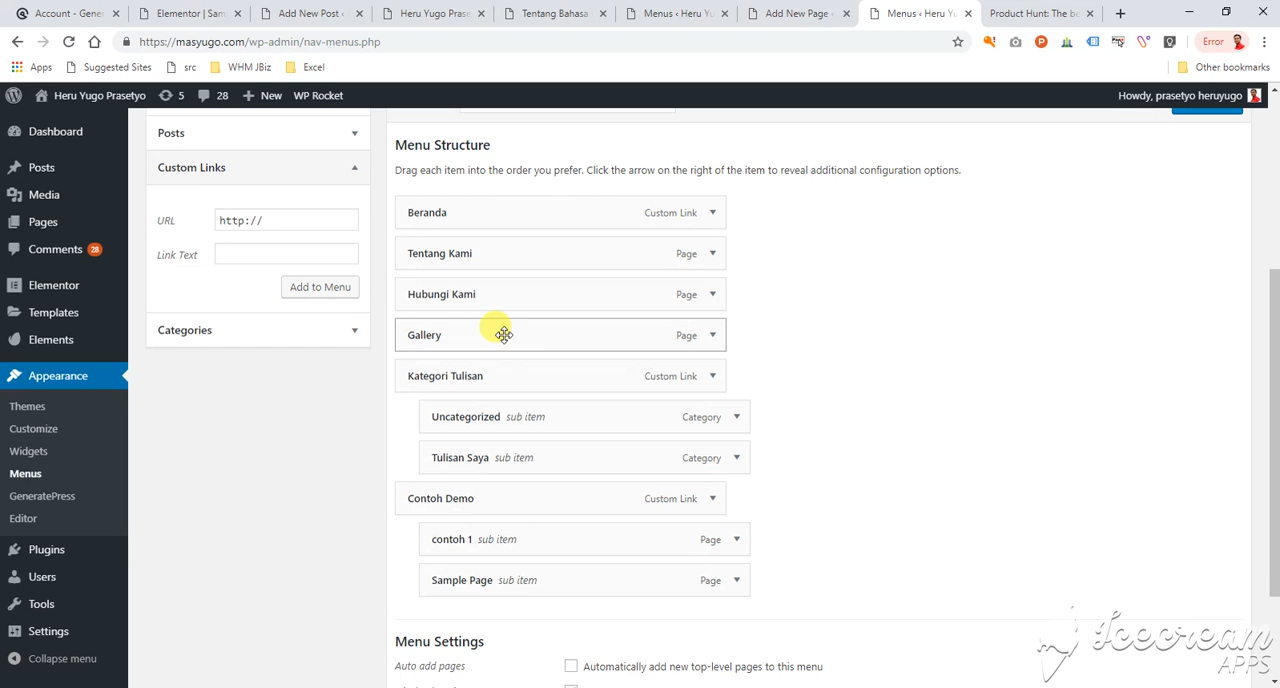 Account - Gener
Elementor | Sam
Add New Post ‹
Heru Yugo Prase
Tentang Bahasa
Menus ‹ Heru Yu
Add New Page ‹
Menus ‹ Heru Yu
Product Hunt: The be
https://masyugo.com/wp-admin/nav-menus.php
Error
Apps
Suggested Sites
src
WHM JBiz
Excel
Other bookmarks
Heru Yugo Prasetyo
5
28
New
WP Rocket
Howdy, prasetyo heruyugo
Dashboard
Posts
Media
Pages
Comments 28
Elementor
Templates
Elements
Appearance
Themes
Customize
Widgets
Menus
GeneratePress
Editor
Plugins
Users
Tools
Settings
Collapse menu
Posts
Custom Links
URL
http://
Link Text
Add to Menu
Categories
Menu Structure
Drag each item into the order you prefer. Click the arrow on the right of the item to reveal additional configuration options.
Beranda Custom Link
Tentang Kami Page
Hubungi Kami Page
Gallery Page
Kategori Tulisan Custom Link
Uncategorized sub item Category
Tulisan Saya sub item Category
Contoh Demo Custom Link
contoh 1 sub item Page
Sample Page sub item Page
Menu Settings
Auto add pages
Automatically add new top-level pages to this menu
Icecream
APPS